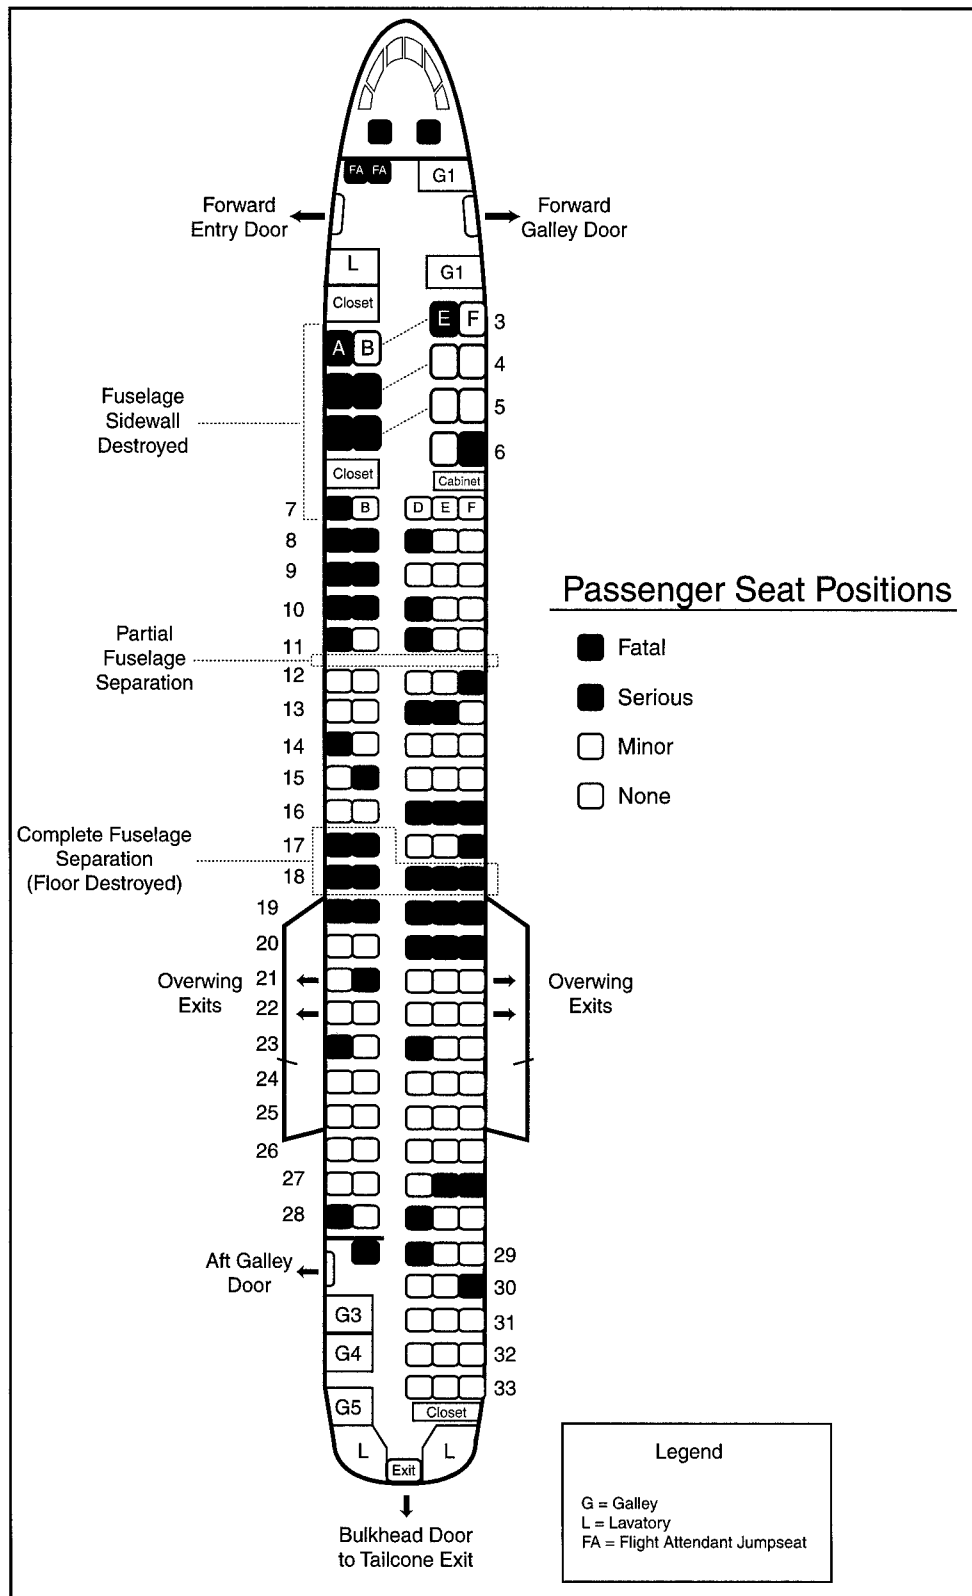 FA FA
G1
Forward
Entry Door
Forward
Galley Door
L
G1
Closet
E F 3
A B
4
Fuselage
Sidewall
Destroyed
5
6
Closet
Cabinet
7 B D E F
8
9
Passenger Seat Positions
10
Partial
Fuselage
Separation
11
Fatal
12
Serious
13
14
Minor
15
None
16
Complete Fuselage
Separation
(Floor Destroyed)
17
18
19
20
Overwing
Exits
21
Overwing
Exits
22
23
24
25
26
27
28
Aft Galley
Door
29
30
G3
31
G4
32
33
G5
Closet
L
L
Exit
Bulkhead Door
to Tailcone Exit
Legend
G = Galley
L = Lavatory
FA = Flight Attendant Jumpseat